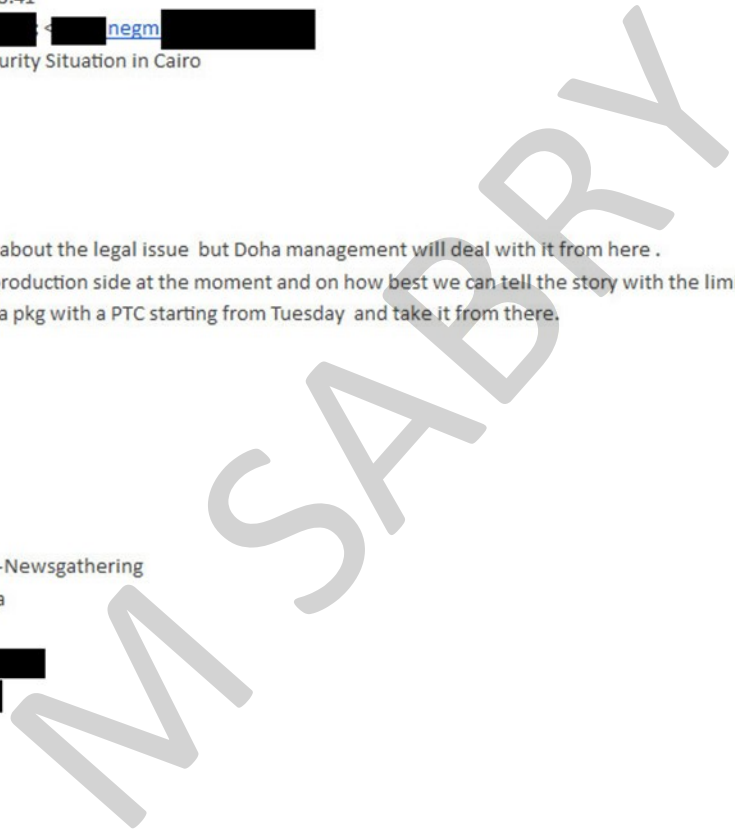 negm
urity Situation in Cairo
about the legal issue but Doha management will deal with it from here .
roduction side at the moment and on how best we can tell the story with the lim
a pkg with a PTC starting from Tuesday and take it from there.
-Newsgathering
a
M SABRY